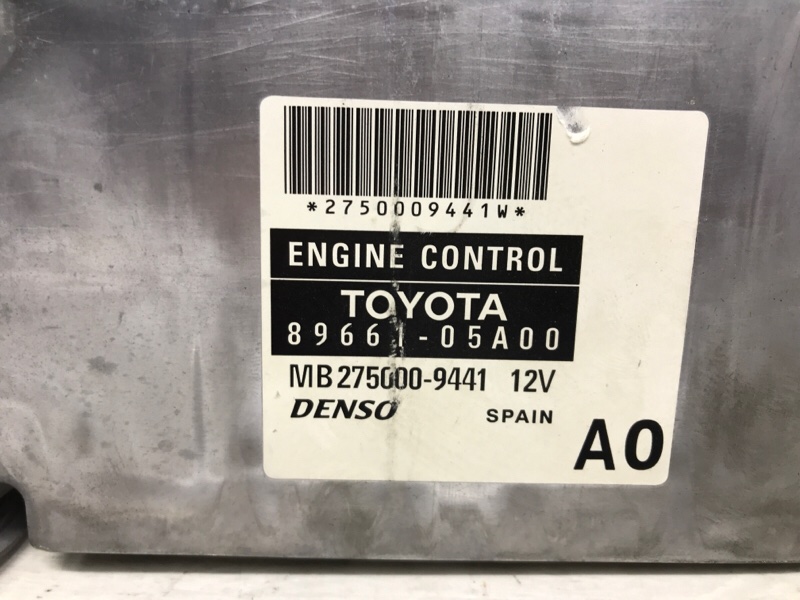 *2750009441W*
ENGINE CONTROL
TOYOTA
89661-05A00
MB275000-9441 12V
DENSO SPAIN
A0